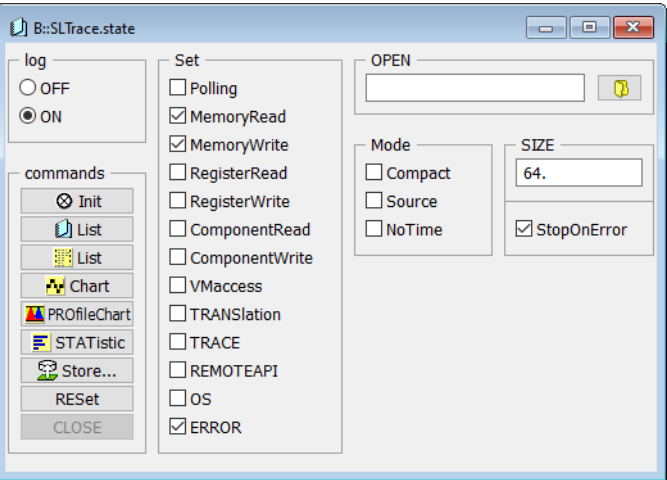 B::SLTrace.state
log
OFF
ON
commands
Init
List
List
Chart
PROfileChart
STATistic
Store...
RESet
CLOSE
Set
Polling
MemoryRead
MemoryWrite
RegisterRead
RegisterWrite
ComponentRead
ComponentWrite
VMaccess
TRANSlation
TRACE
REMOTEAPI
OS
ERROR
OPEN
Mode
Compact
Source
NoTime
SIZE
64.
StopOnError